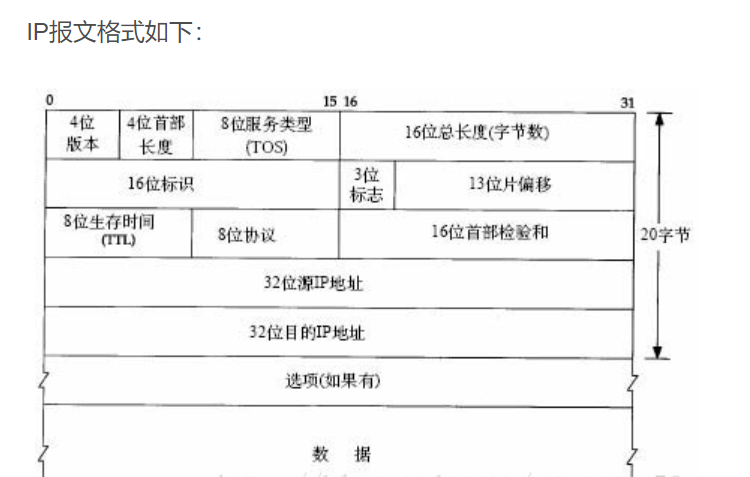 IP报文格式如下：
0 15 16 31
4位
版本
4位首部
长度
8位服务类型
(TOS)
16位总长度(字节数)
16位标识
3位
标志
13位片偏移
8位生存时间
(TTL)
8位协议
16位首部检验和
20字节
32位源IP地址
32位目的IP地址
选项(如果有)
数 据